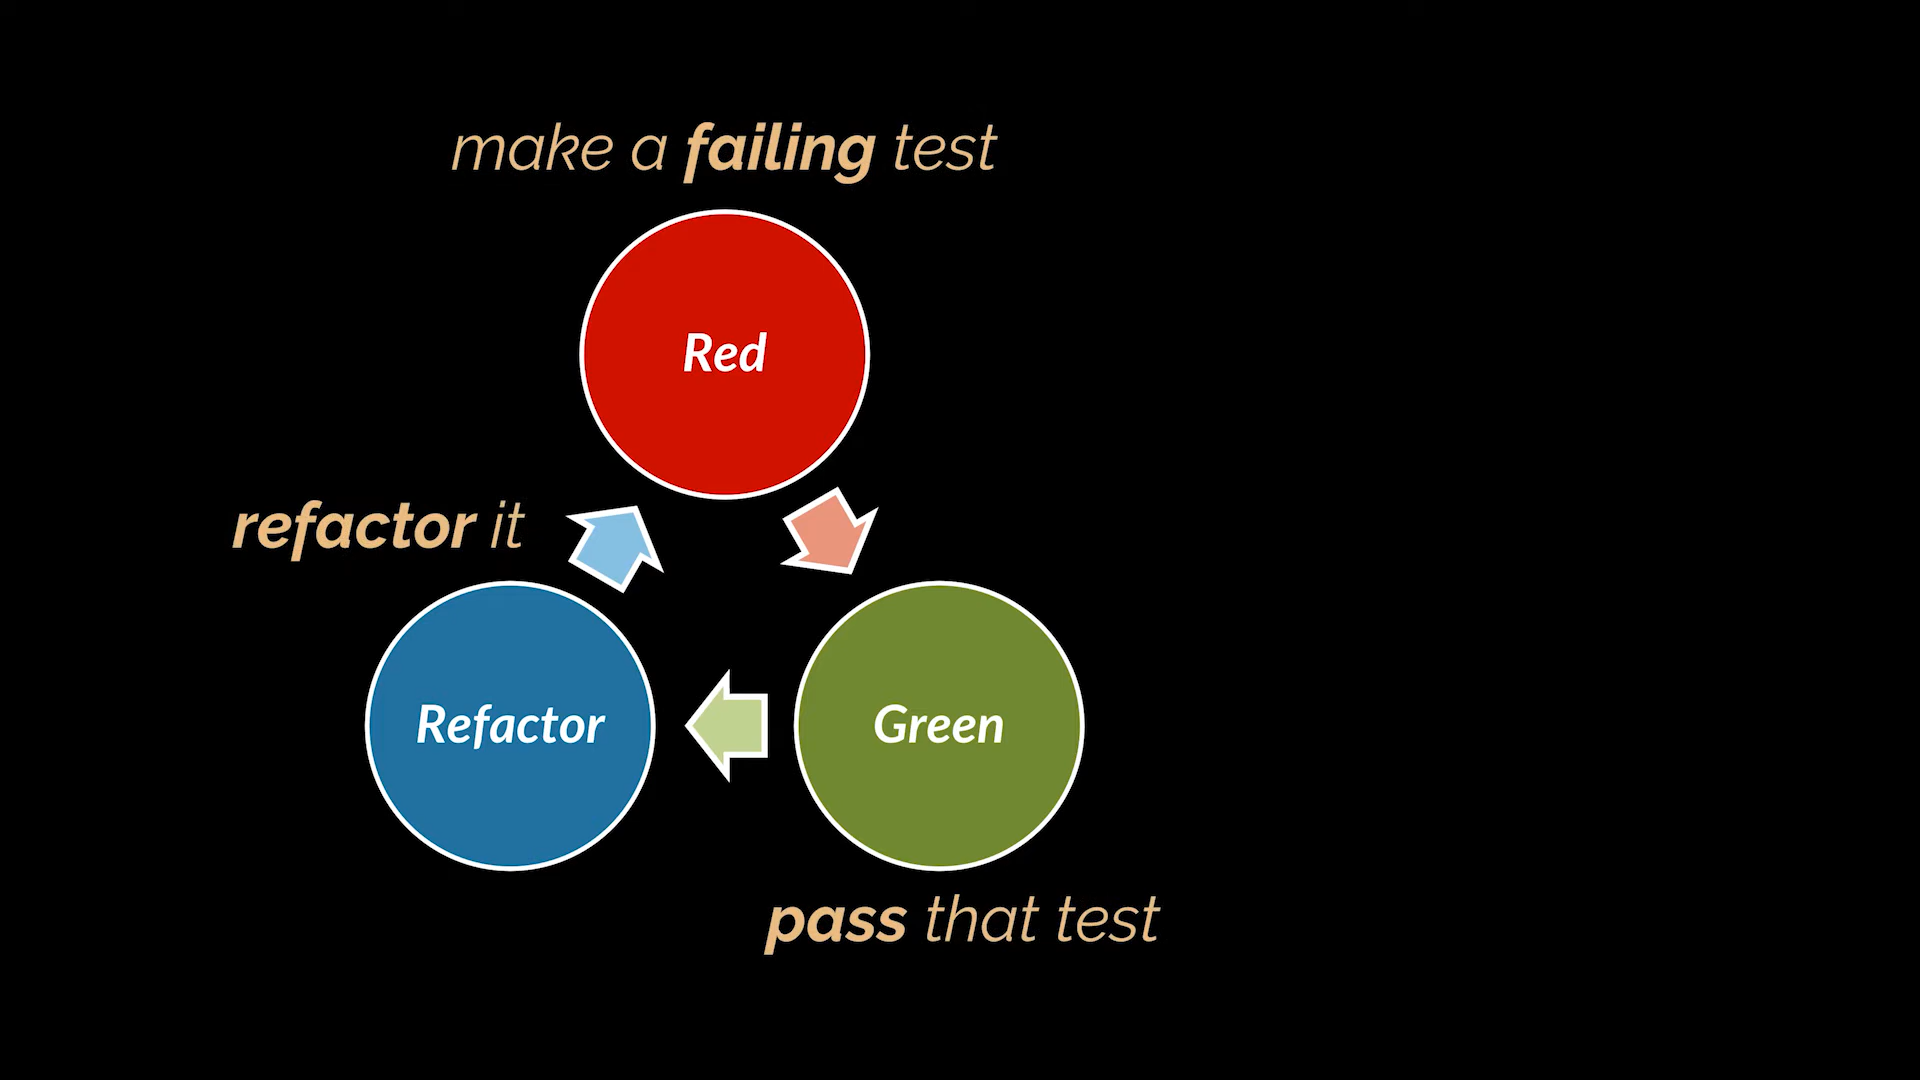 make a failing test
Red
refactor it
Refactor
Green
pass that test